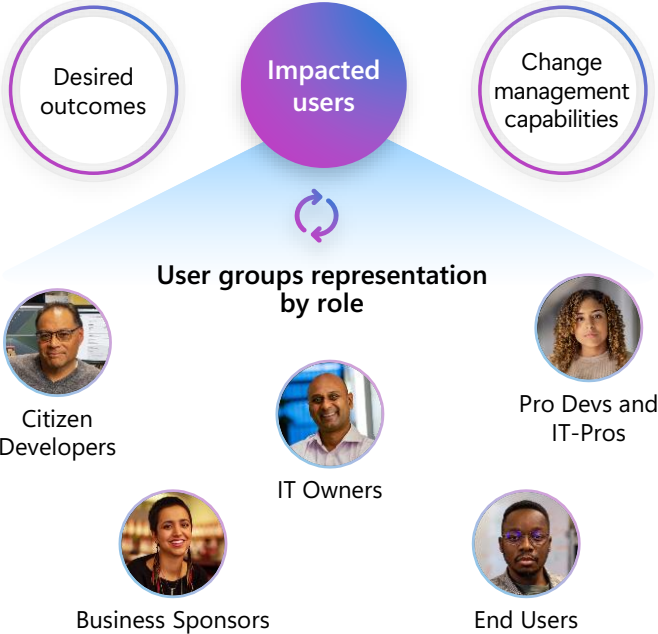 Desired
outcomes
Impacted
users
Change
management
capabilities
User groups representation
by role
Citizen
Developers
Pro Devs and
IT-Pros
IT Owners
Business Sponsors
End Users